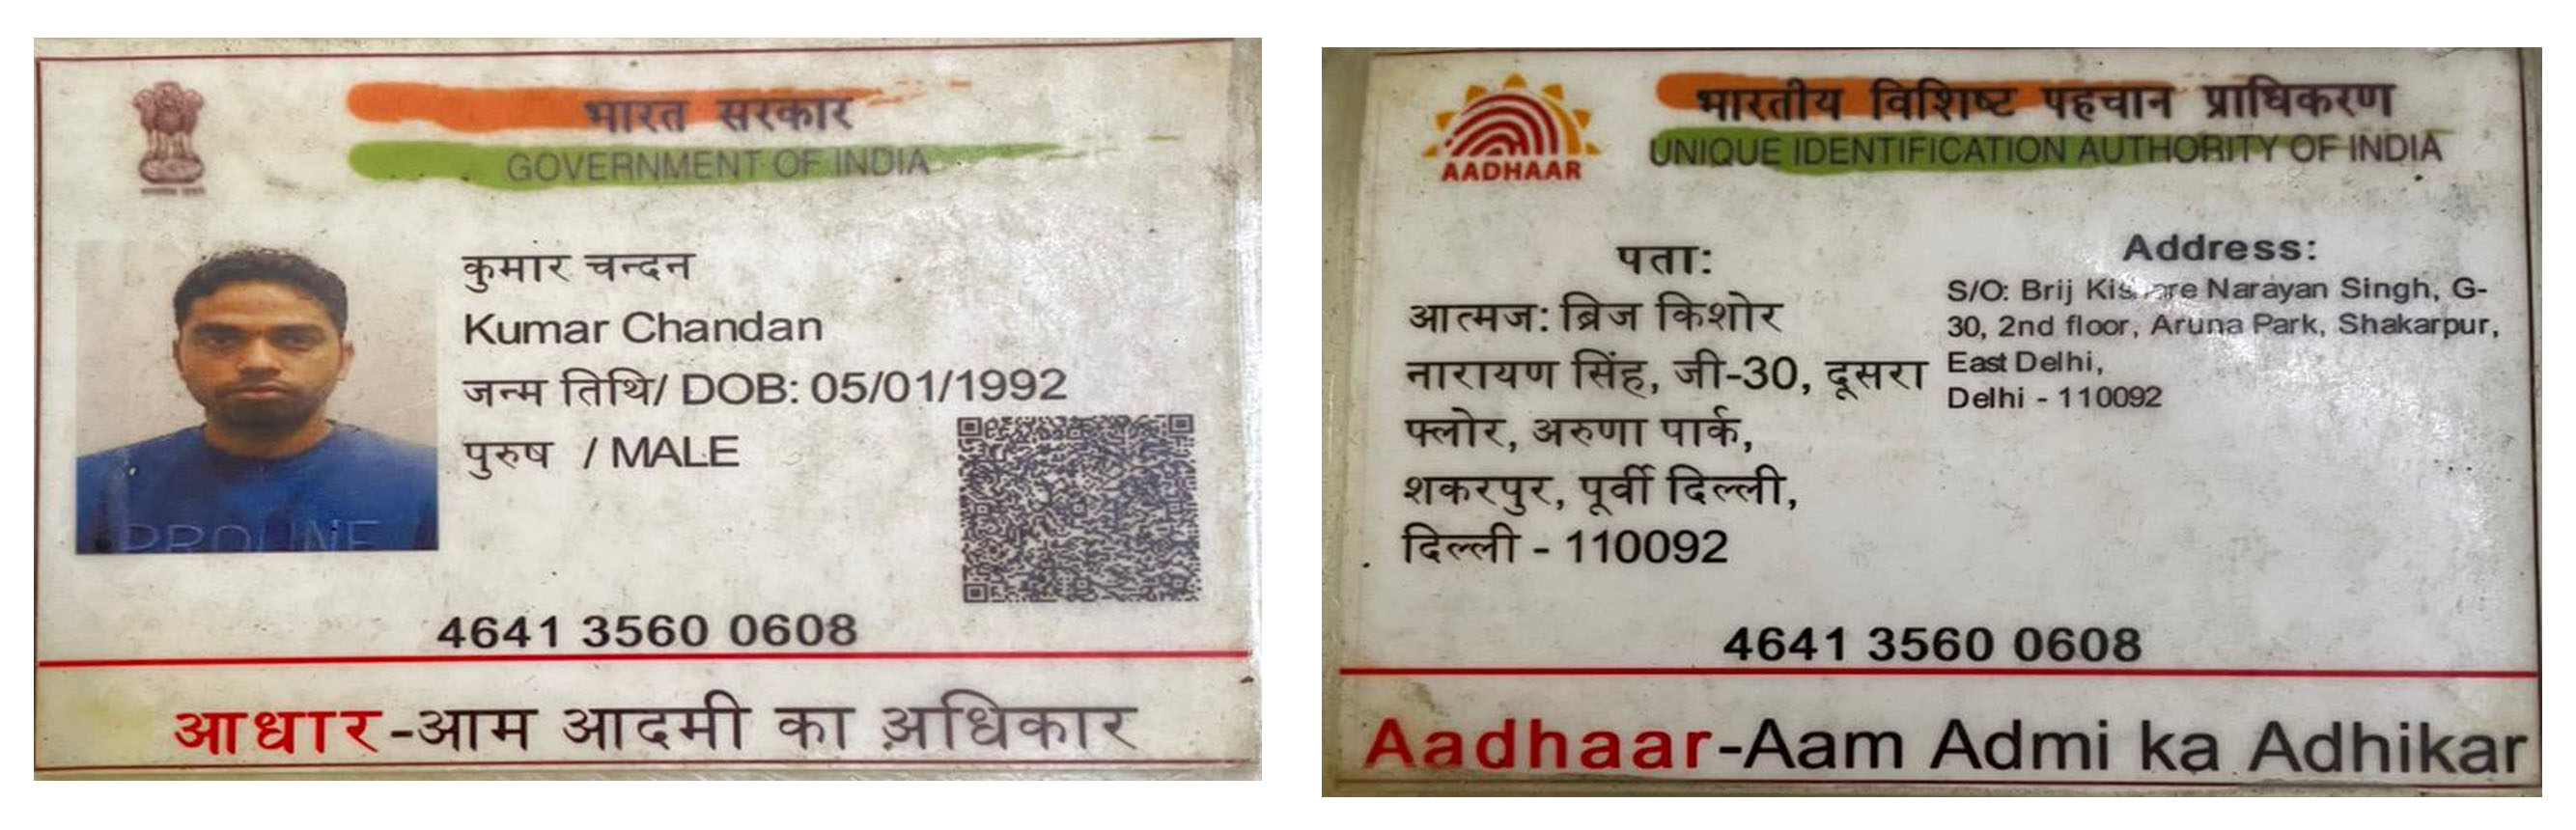 भारत सरकार
GOVERNMENT OF INDIA
कुमार चन्दन
Kumar Chandan
जन्म तिथि/ DOB: 05/01/1992
पुरुष / MALE
PROLINE
4641 3560 0608
आधार-आम आदमी का अधिकार
भारतीय विशिष्ट पहचान प्राधिकरण
UNIQUE IDENTIFICATION AUTHORITY OF INDIA
AADHAAR
पता:
आत्मज: ब्रिज किशोर
नारायण सिंह, जी-30, दूसरा
फ्लोर, अरुणा पार्क,
शकरपुर, पूर्वी दिल्ली,
दिल्ली - 110092
Address:
S/O: Brij Narayan Singh, G-
30, 2nd floor, Aruna Park, Shakarpur,
East Delhi,
Delhi - 110092
4641 3560 0608
Aadhaar-Aam Admi ka Adhikar